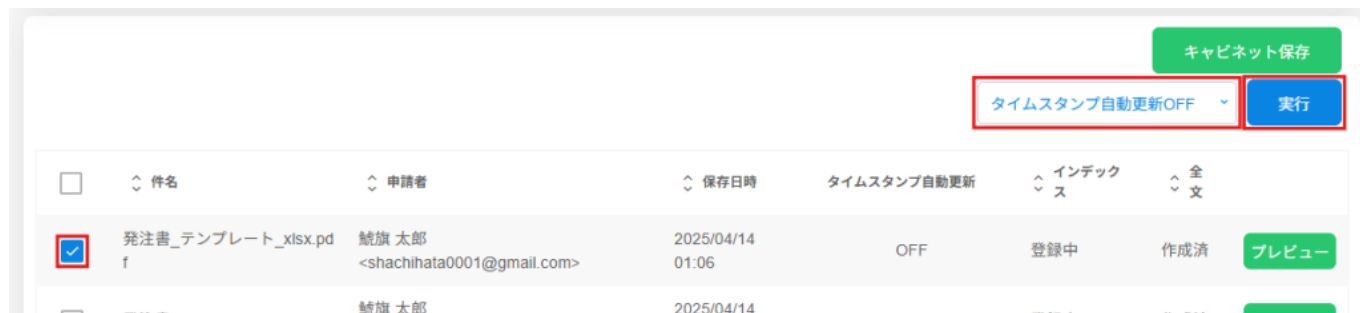 キャビネット保存
タイムスタンプ自動更新OFF
実行
件名
申請者
保存日時
タイムスタンプ自動更新
インデック
ス
全
文
発注書_テンプレート_xlsx.pd
f
鯱旗 太郎
<shachihata0001@gmail.com>
2025/04/14
01:06
OFF
登録中
作成済
プレビュー
鯱旗 太郎
2025/04/14